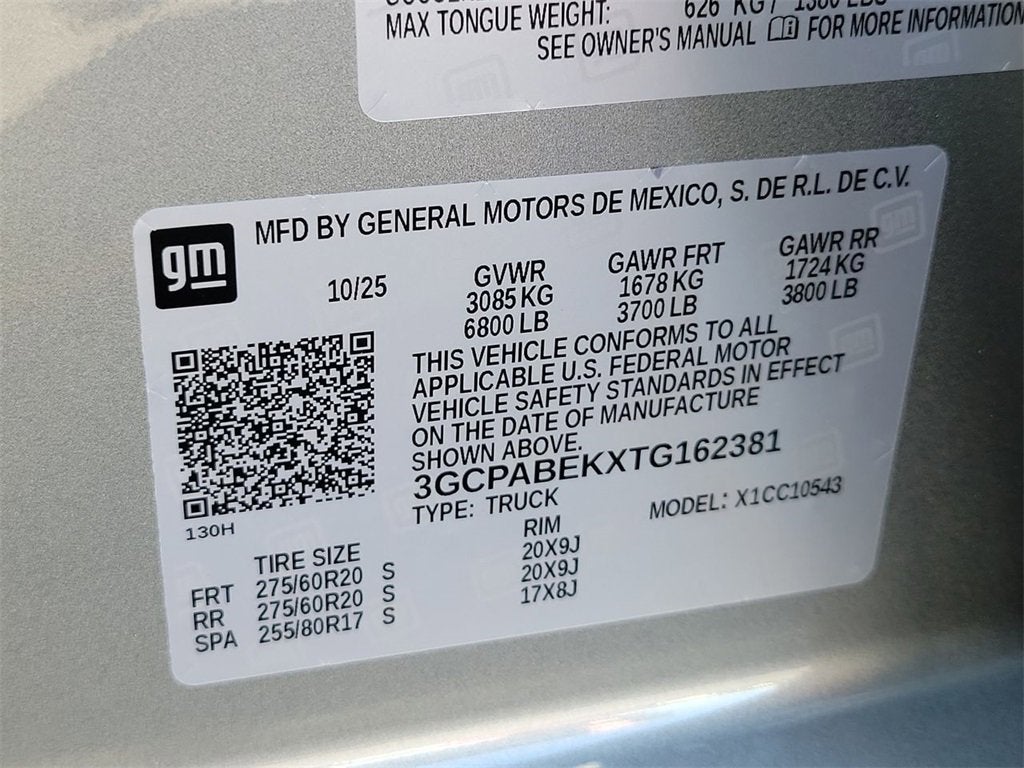 MAX TONGUE WEIGHT: 626 KG / 1380 LBS
SEE OWNER'S MANUAL FOR MORE INFORMATION
gm
MFD BY GENERAL MOTORS DE MEXICO, S. DE R.L. DE C.V.
10/25
GVWR GAWR FRT GAWR RR
3085 KG 1678 KG 1724 KG
6800 LB 3700 LB 3800 LB
THIS VEHICLE CONFORMS TO ALL
APPLICABLE U.S. FEDERAL MOTOR
VEHICLE SAFETY STANDARDS IN EFFECT
ON THE DATE OF MANUFACTURE
SHOWN ABOVE.
3GCPABEKXTG162381
TYPE: TRUCK MODEL: X1CC10543
130H
TIRE SIZE RIM
FRT 275/60R20 S 20X9J
RR 275/60R20 S 20X9J
SPA 255/80R17 S 17X8J